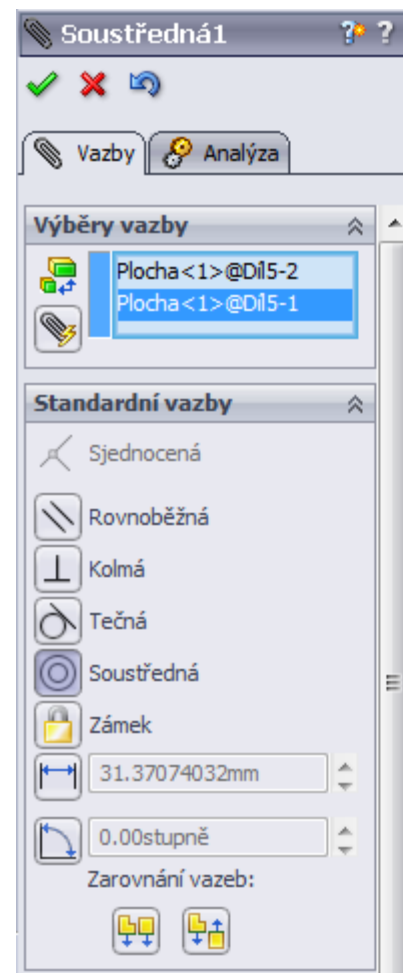 Soustředná1
Vazby
Analýza
Výběry vazby
Plocha<1>@Díl5-2
Plocha<1>@Díl5-1
Standardní vazby
Sjednocená
Rovnoběžná
Kolmá
Tečná
Soustředná
Zámek
31.37074032mm
0.00stupně
Zarovnání vazeb: